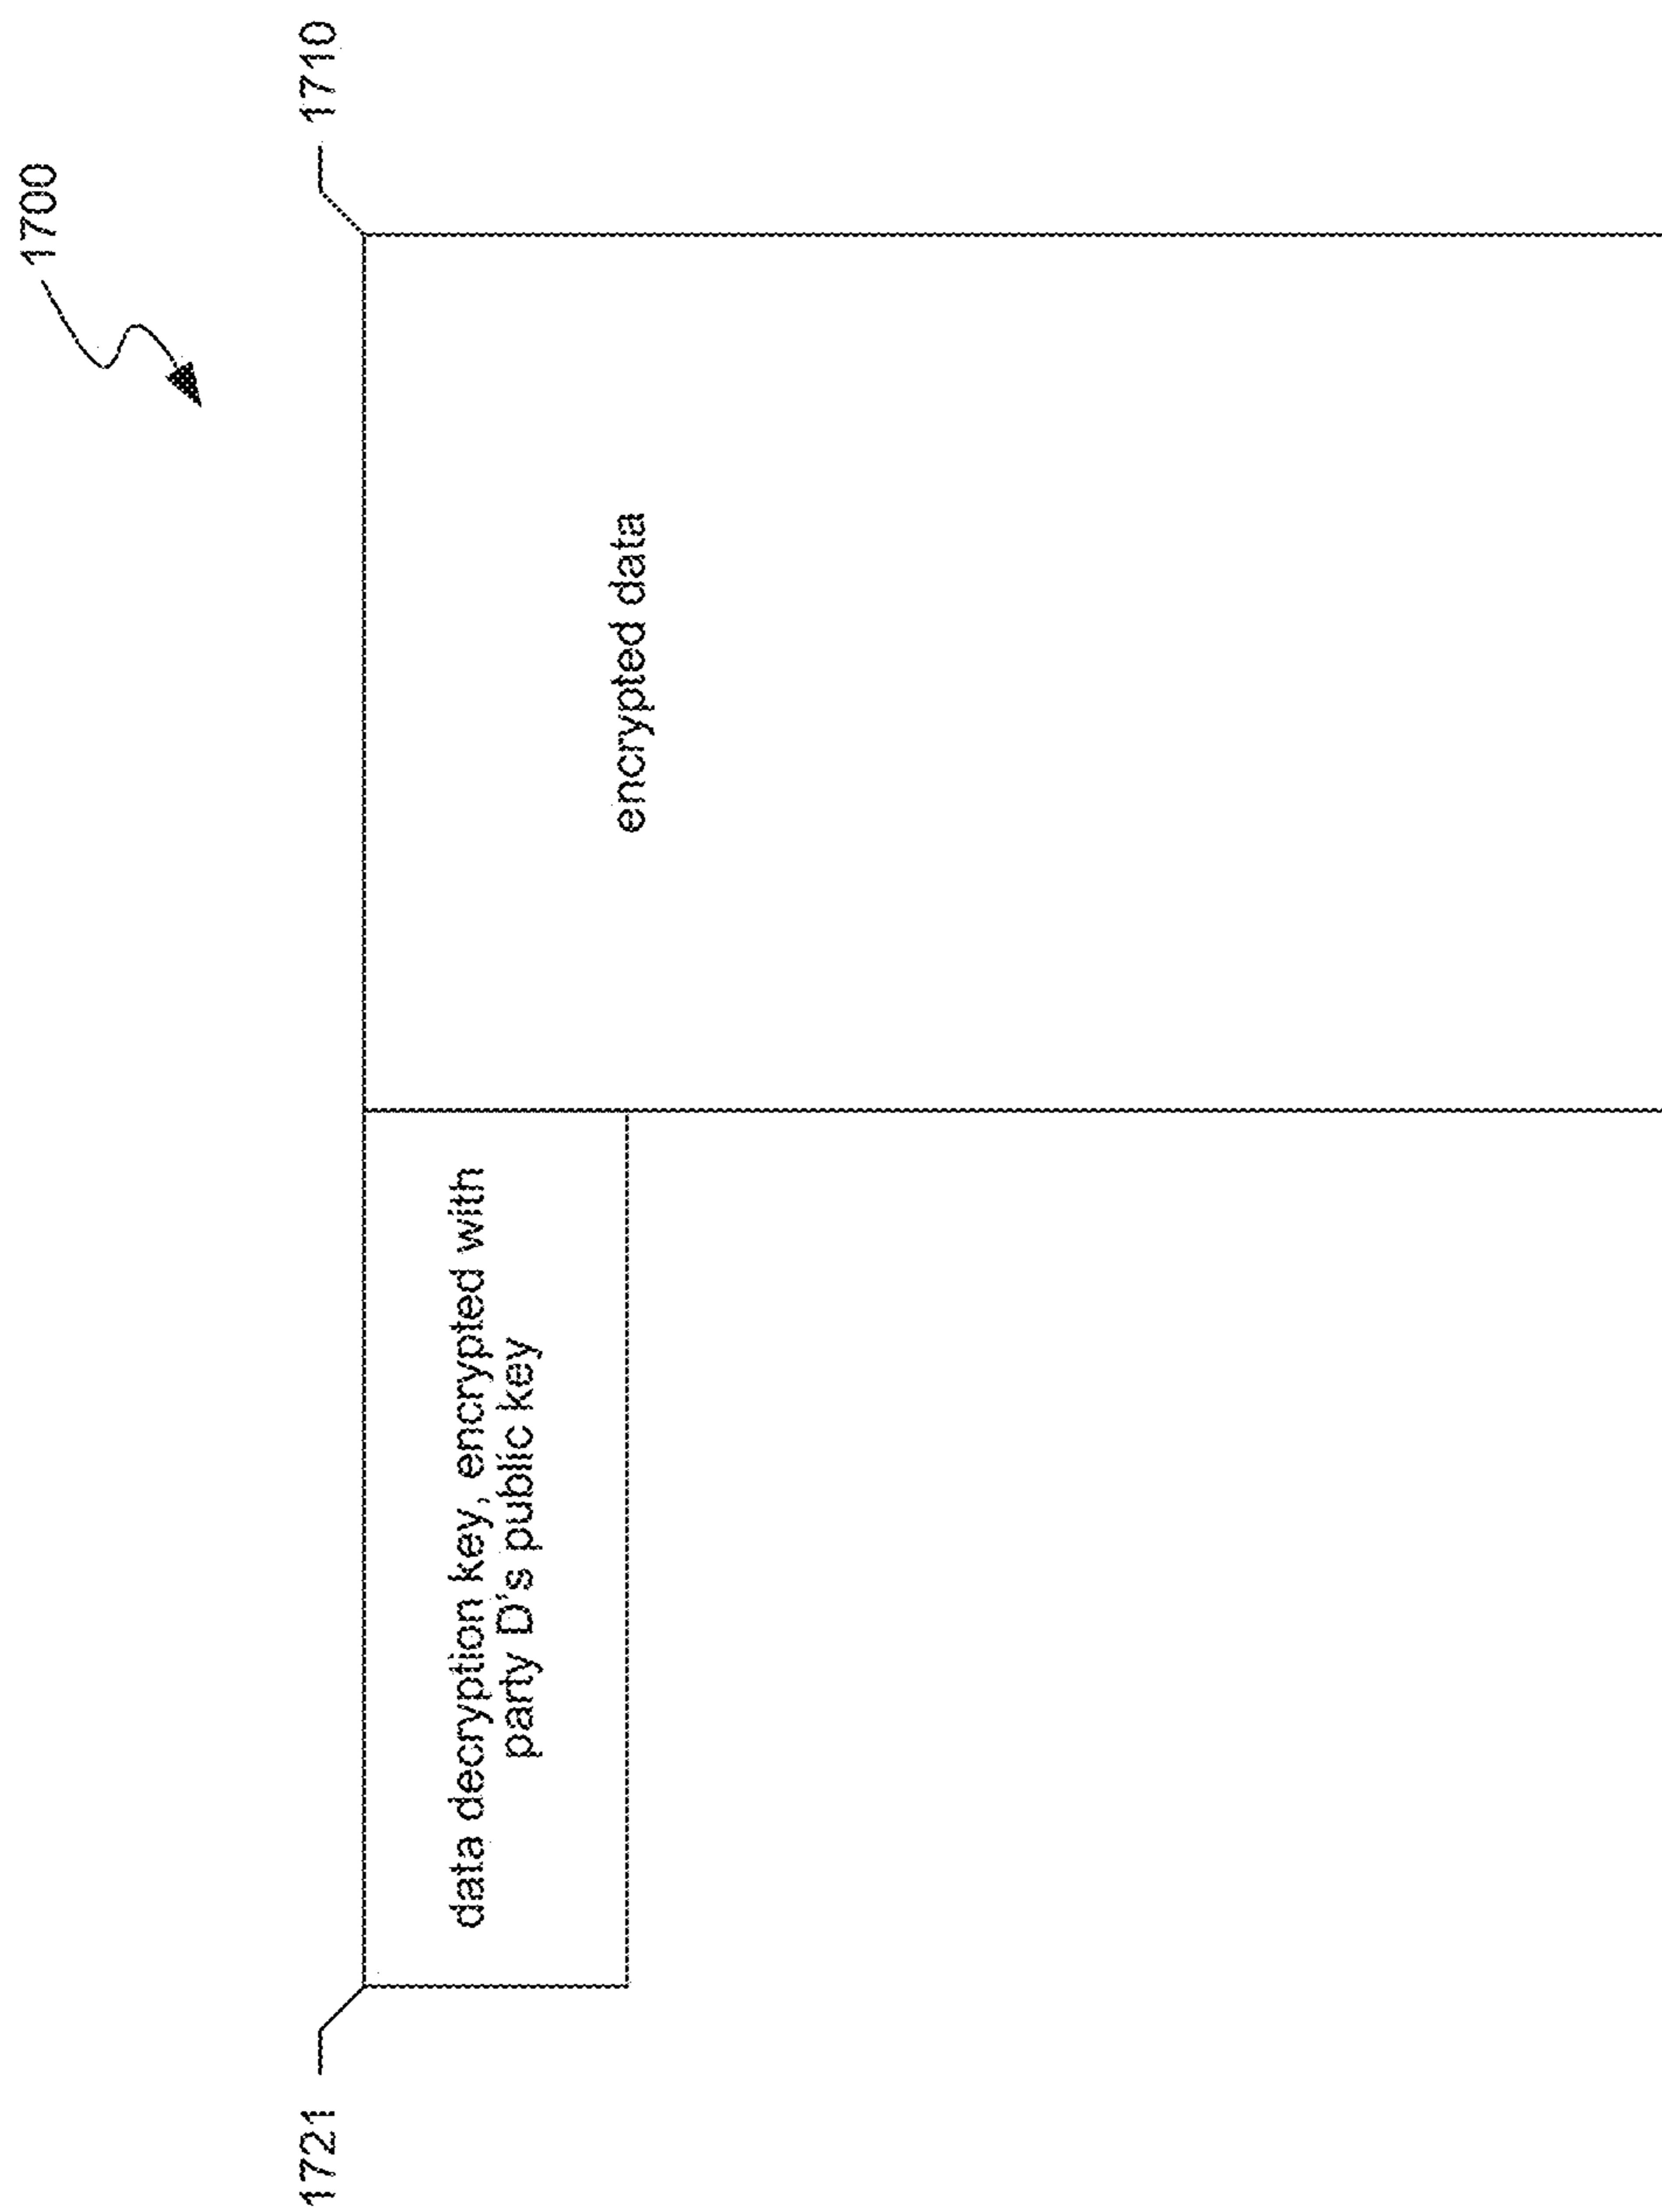 1700
1721
1710
data decryption key, encrypted with
party D's public key
encrypted data